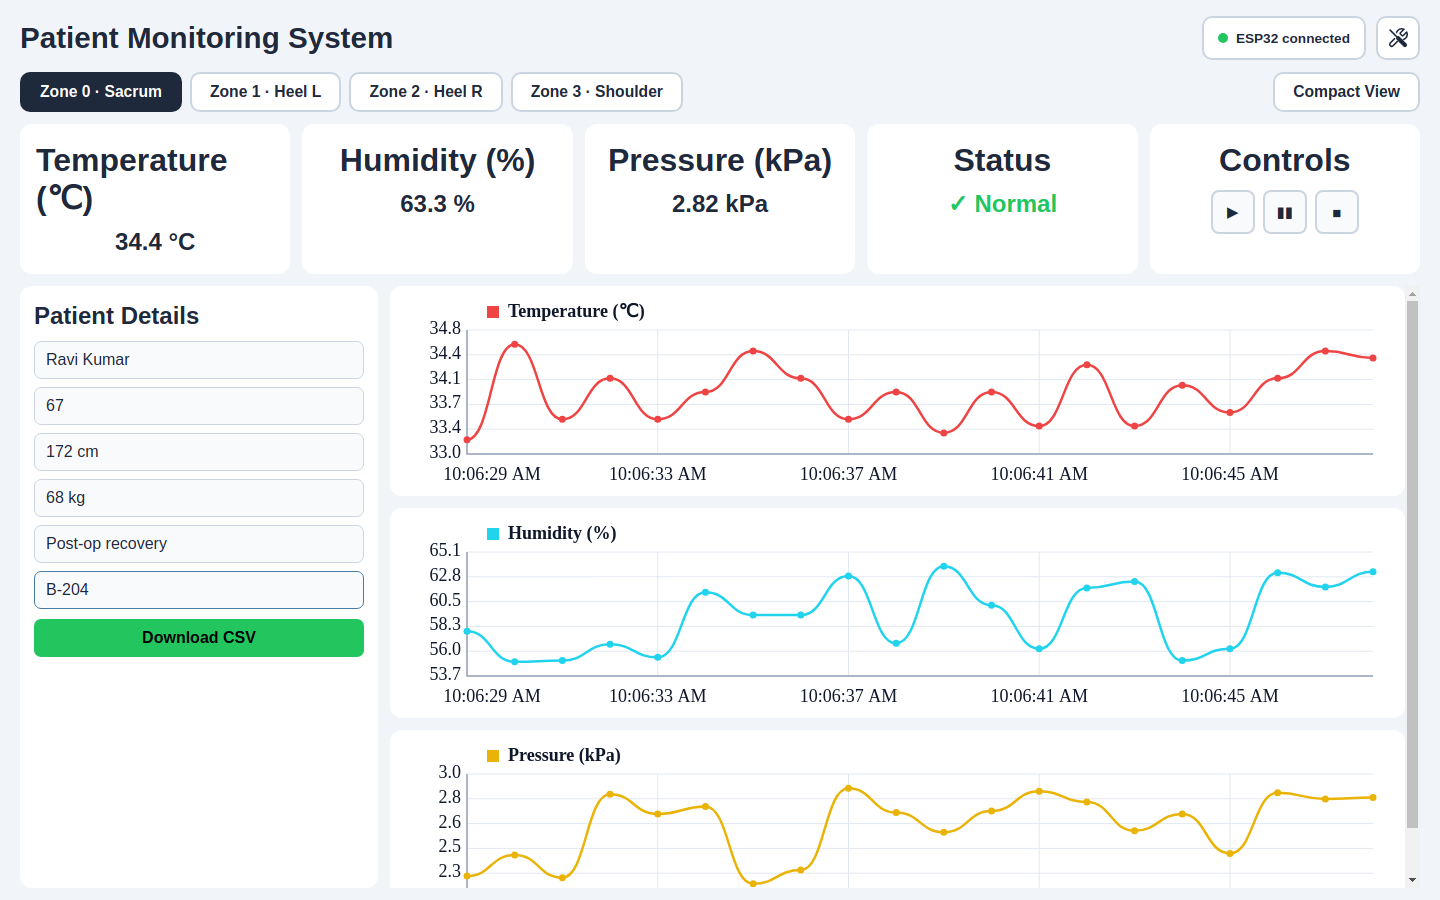 Patient Monitoring System
ESP32 connected
Zone 0 · Sacrum
Zone 1 · Heel L
Zone 2 · Heel R
Zone 3 · Shoulder
Compact View
Temperature
(℃)
34.4 °C
Humidity (%)
63.3 %
Pressure (kPa)
2.82 kPa
Status
✓ Normal
Controls
Patient Details
Ravi Kumar
67
172 cm
68 kg
Post-op recovery
B-204
Download CSV
Temperature (℃)
34.8
34.4
34.1
33.7
33.4
33.0
10:06:29 AM 10:06:33 AM 10:06:37 AM 10:06:41 AM 10:06:45 AM
Humidity (%)
65.1
62.8
60.5
58.3
56.0
53.7
10:06:29 AM 10:06:33 AM 10:06:37 AM 10:06:41 AM 10:06:45 AM
Pressure (kPa)
3.0
2.8
2.6
2.5
2.3